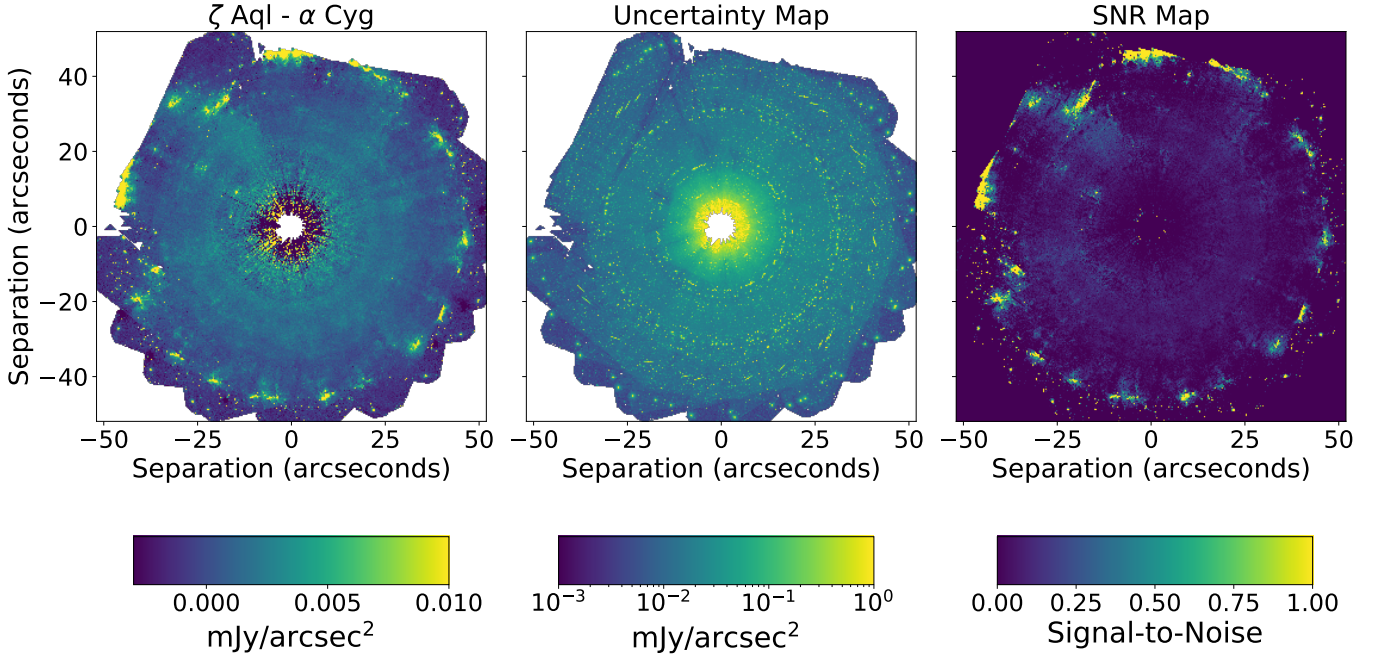 ζ Aql - α Cyg
Uncertainty Map
SNR Map
Separation (arcseconds)
40
20
0
−20
−40
−50 −25 0 25 50
−50 −25 0 25 50
−50 −25 0 25 50
Separation (arcseconds)
Separation (arcseconds)
Separation (arcseconds)
0.000 0.005 0.010
10⁻³ 10⁻² 10⁻¹ 10⁰
0.00 0.25 0.50 0.75 1.00
mJy/arcsec²
mJy/arcsec²
Signal-to-Noise